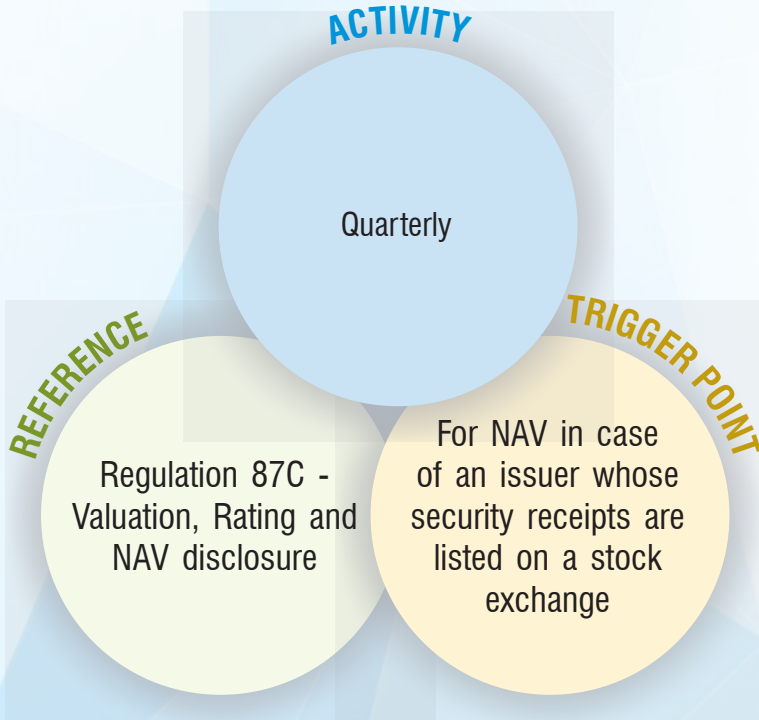 ACTIVITY
Quarterly
REFERENCE
Regulation 87C -
Valuation, Rating and
NAV disclosure
TRIGGER POINT
For NAV in case
of an issuer whose
security receipts are
listed on a stock
exchange